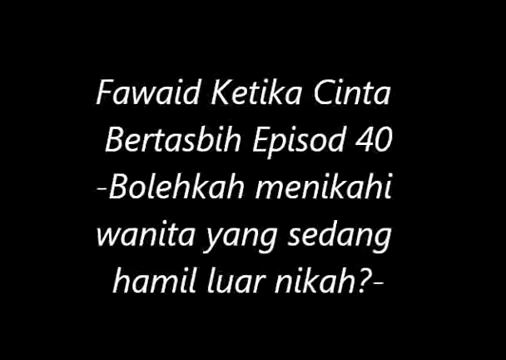 Fawaid Ketika Cinta
Bertasbih Episod 40
-Bolehkah menikahi
wanita yang sedang
hamil luar nikah?-